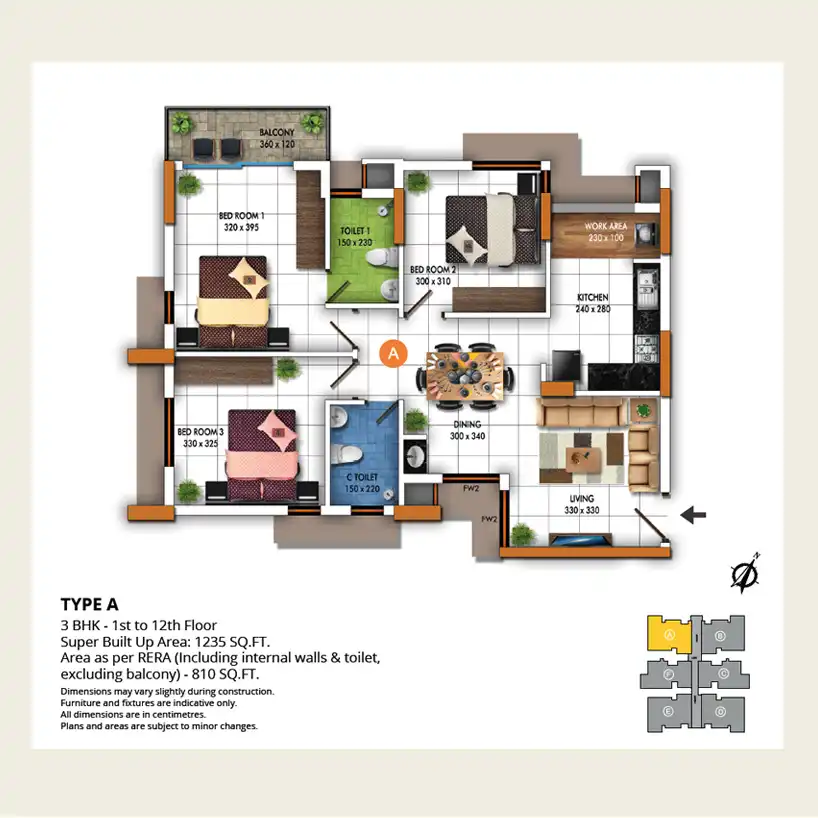 BALCONY
360 x 120
BED ROOM 1
320 x 395
TOILET 1
150 x 230
BED ROOM 2
300 x 310
WORK AREA
230 x 100
KITCHEN
240 x 280
A
BED ROOM 3
330 x 325
DINING
300 x 340
C TOILET
150 x 220
LIVING
330 x 330
FW2
FW2
N
TYPE A
3 BHK - 1st to 12th Floor
Super Built Up Area: 1235 SQ.FT.
Area as per RERA (Including internal walls & toilet,
excluding balcony) - 810 SQ.FT.
Dimensions may vary slightly during construction.
Furniture and fixtures are indicative only.
All dimensions are in centimetres.
Plans and areas are subject to minor changes.
A
B
F
C
E
D